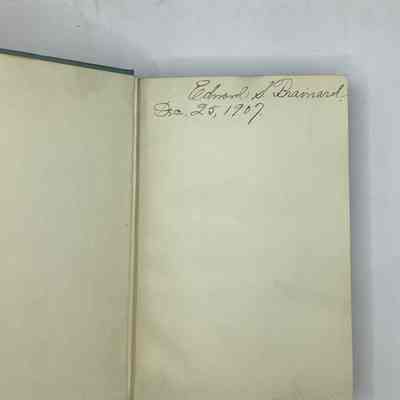 Edward S. Brainard.
Dec. 25, 1907